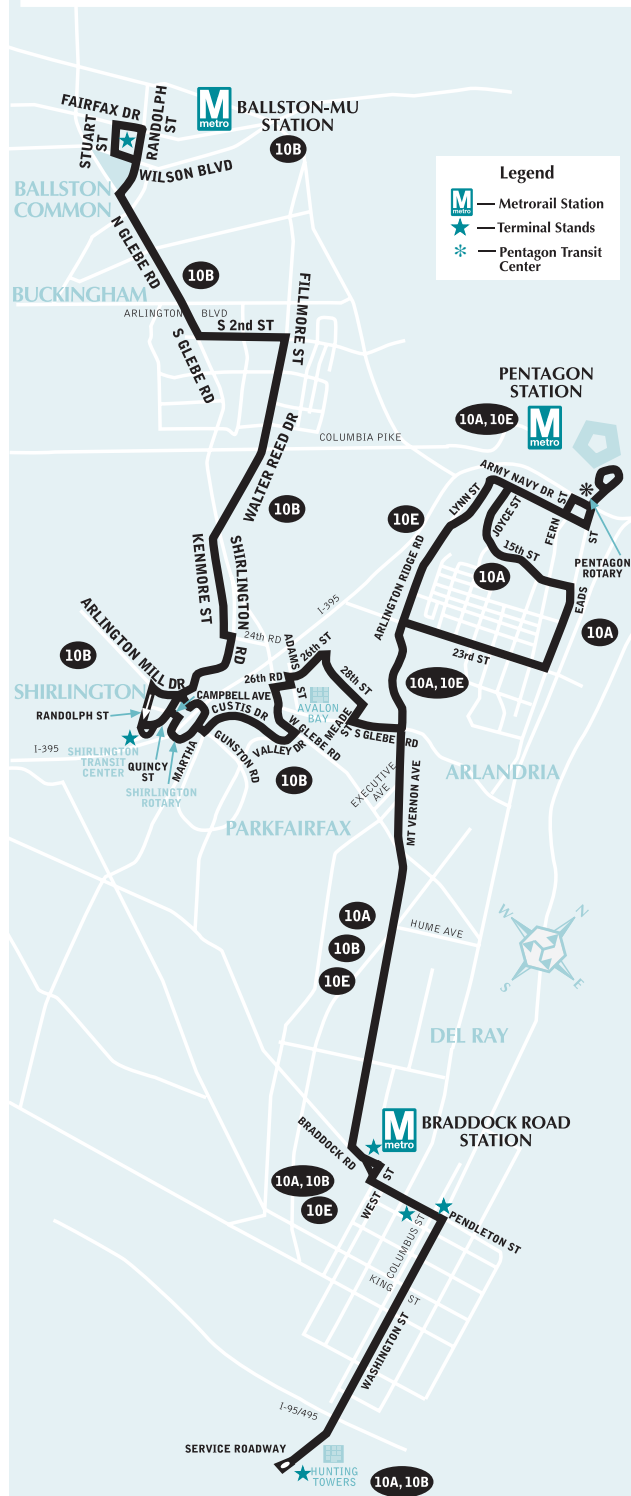 FAIRFAX DR
STUART
ST
RANDOLPH
ST
M
metro
BALLSTON-MU
STATION
10B
WILSON BLVD
BALLSTON
COMMON
Legend
M
metro
— Metrorail Station
— Terminal Stands
— Pentagon Transit
Center
N GLEBE RD
10B
BUCKINGHAM
ARLINGTON BLVD
S 2nd ST
FILLMORE ST
S GLEBE RD
PENTAGON
STATION
10A, 10E
M
metro
COLUMBIA PIKE
WALTER REED DR
10B
ARMY NAVY DR
LYNN ST
JOYCE ST
FERN
ST
ST
EADS
PENTAGON
ROTARY
10E
15th ST
10A
10A
ARLINGTON RIDGE RD
KENMORE ST
SHIRLINGTON
RD
I-395
24th RD
ADAMS
ST
26th ST
23rd ST
ARLINGTON MILL DR
10B
26th RD
28th ST
10A, 10E
SHIRLINGTON
CAMPBELL AVE
AVALON
BAY
RANDOLPH ST
CUSTIS DR
W GLEBE RD
MEADE
ST
S GLEBE RD
I-395
SHIRLINGTON
TRANSIT
CENTER
QUINCY
ST
MARTHA
GUNSTON RD
VALLEY DR
10B
SHIRLINGTON
ROTARY
EXECUTIVE
AVE
ARLANDRIA
MT VERNON AVE
PARKFAIRFAX
10A
HUME AVE
10B
10E
W
N
S
E
DEL RAY
M
metro
BRADDOCK ROAD
STATION
BRADDOCK RD
10A, 10B
10E
WEST
ST
PENDLETON ST
COLUMBUS ST
KING ST
WASHINGTON ST
I-95/495
SERVICE ROADWAY
HUNTING
TOWERS
10A, 10B